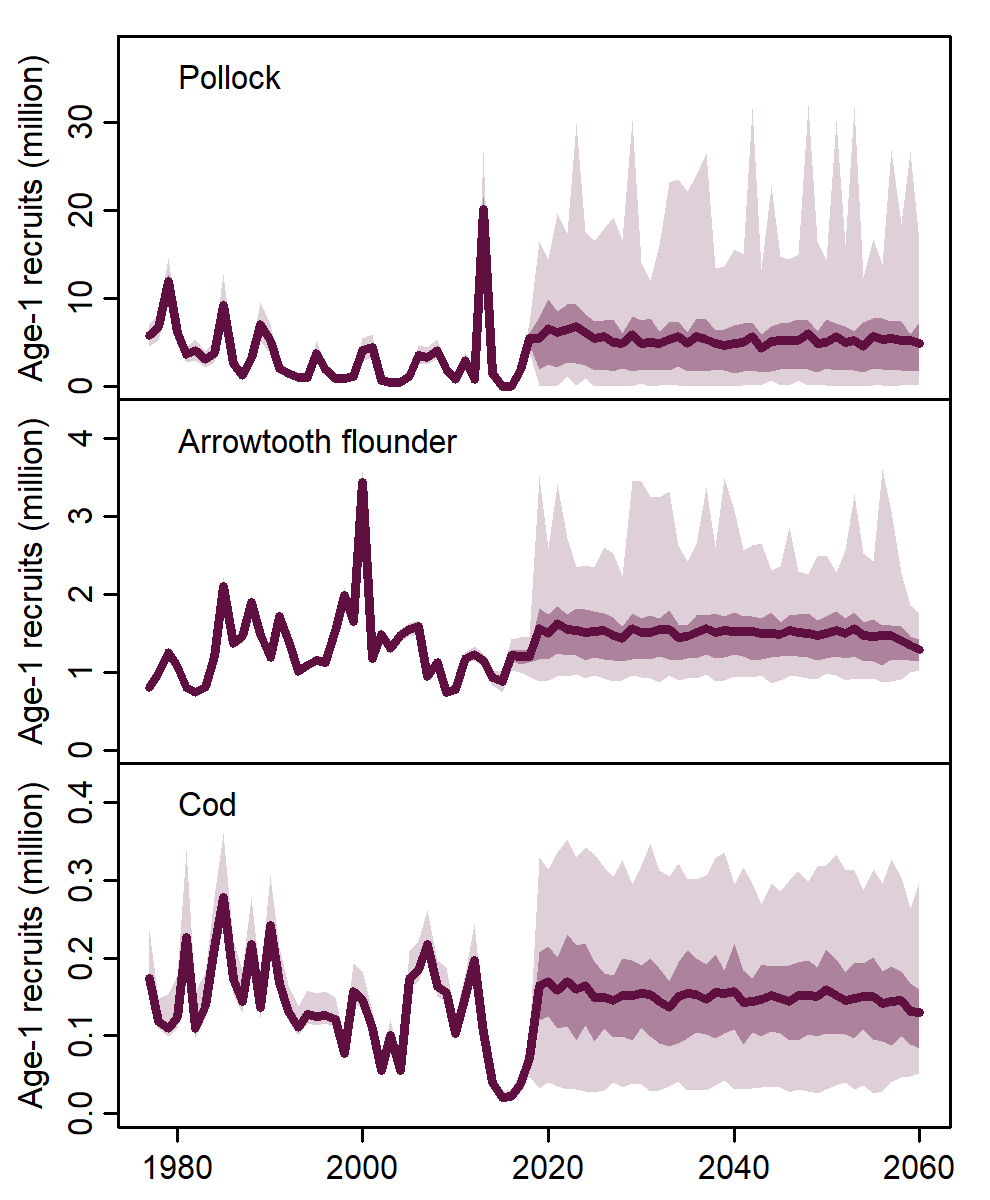 Pollock
Age-1 recruits (million)
30
20
10
0
Arrowtooth flounder
Age-1 recruits (million)
4
3
2
1
0
Cod
Age-1 recruits (million)
0.4
0.3
0.2
0.1
0.0
1980 2000 2020 2040 2060